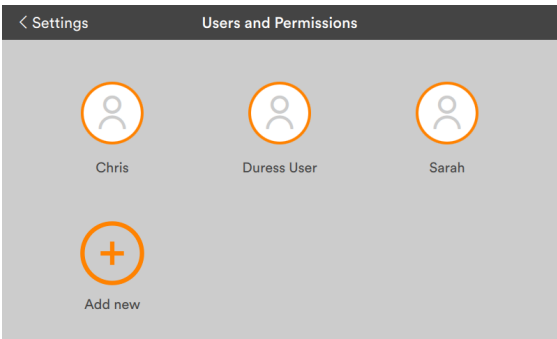 < Settings
Users and Permissions
Chris
Duress User
Sarah
Add new